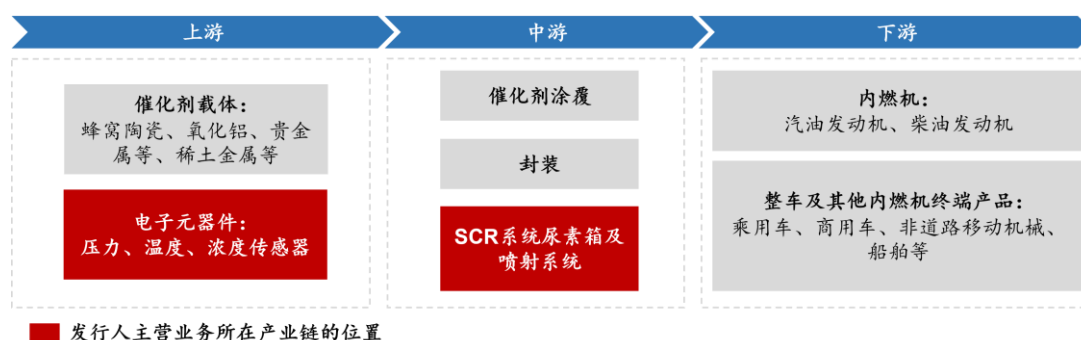 上游
中游
下游
催化剂载体：
蜂窝陶瓷、氧化铝、贵金
属等、稀土金属等
电子元器件：
压力、温度、浓度传感器
催化剂涂覆
封装
SCR系统尿素箱及
喷射系统
内燃机：
汽油发动机、柴油发动机
整车及其他内燃机终端产品：
乘用车、商用车、非道路移动机械、
船舶等
发行人主营业务所在产业链的位置